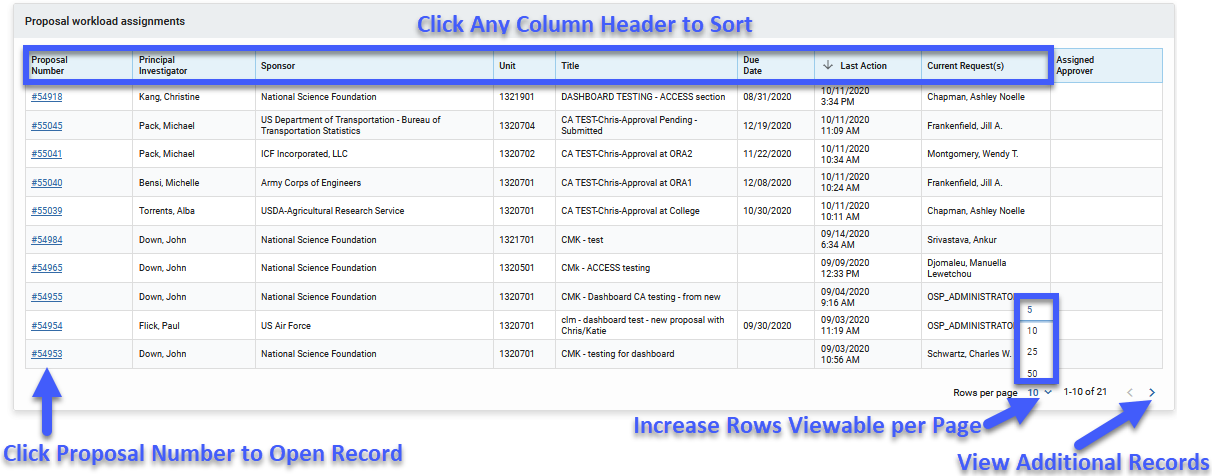 Proposal workload assignments
Click Any Column Header to Sort
Proposal Number Principal Investigator Sponsor Unit Title Due Date Last Action Current Request(s) Assigned Approver
#54918 Kang, Christine National Science Foundation 1321901 DASHBOARD TESTING - ACCESS section 08/31/2020 10/11/2020 3:34 PM Chapman, Ashley Noelle
#55045 Pack, Michael US Department of Transportation - Bureau of Transportation Statistics 1320704 CA TEST-Chris-Approval Pending - Submitted 12/19/2020 10/11/2020 11:09 AM Frankenfield, Jill A.
#55041 Pack, Michael ICF Incorporated, LLC 1320702 CA TEST-Chris-Approval at ORA2 11/22/2020 10/11/2020 10:34 AM Montgomery, Wendy T.
#55040 Bensi, Michelle Army Corps of Engineers 1320701 CA TEST-Chris-Approval at ORA1 12/08/2020 10/11/2020 10:24 AM Frankenfield, Jill A.
#55039 Torrents, Alba USDA-Agricultural Research Service 1320701 CA TEST-Chris-Approval at College 10/30/2020 10/11/2020 10:11 AM Chapman, Ashley Noelle
#54984 Down, John National Science Foundation 1321701 CMK - test 09/14/2020 6:34 AM Srivastava, Ankur
#54965 Down, John National Science Foundation 1320501 CMk - ACCESS testing 09/09/2020 12:33 PM Djomaleu, Manuella Lewetchou
#54955 Down, John National Science Foundation 1320701 CMK - Dashboard CA testing - from new 09/04/2020 9:16 AM OSP_ADMINISTRATO
#54954 Flick, Paul US Air Force 1320701 clm - dashboard test - new proposal with Chris/Katie 09/30/2020 09/03/2020 11:19 AM OSP_ADMINISTRATO
#54953 Down, John National Science Foundation 1320701 CMK - testing for dashboard 09/03/2020 10:56 AM Schwartz, Charles W.
5
10
25
50
Rows per page 10 1-10 of 21
Increase Rows Viewable per Page
Click Proposal Number to Open Record
View Additional Records